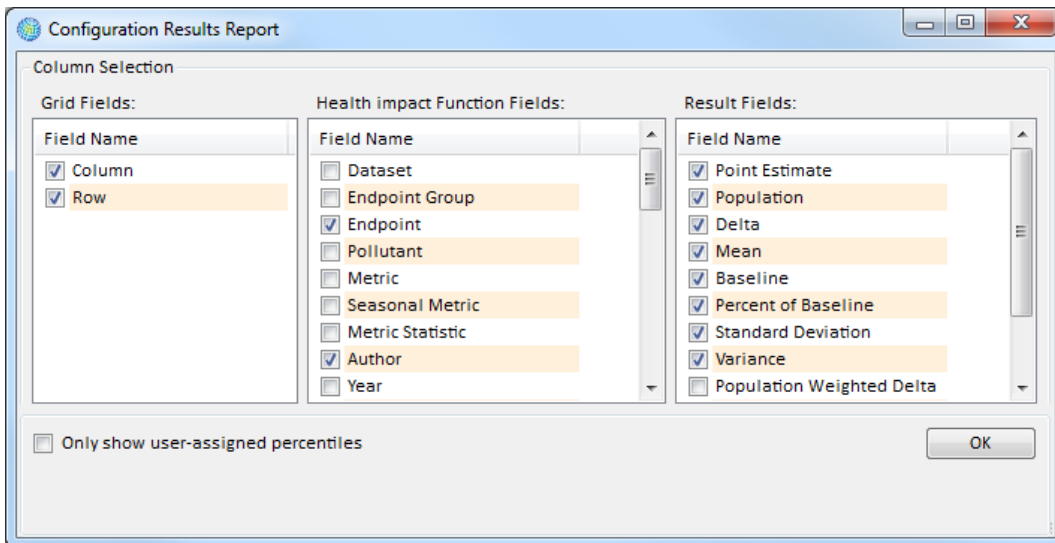 Configuration Results Report
Column Selection
Grid Fields:
Field Name
Column
Row
Health impact Function Fields:
Field Name
Dataset
Endpoint Group
Endpoint
Pollutant
Metric
Seasonal Metric
Metric Statistic
Author
Year
Result Fields:
Field Name
Point Estimate
Population
Delta
Mean
Baseline
Percent of Baseline
Standard Deviation
Variance
Population Weighted Delta
Only show user-assigned percentiles
OK